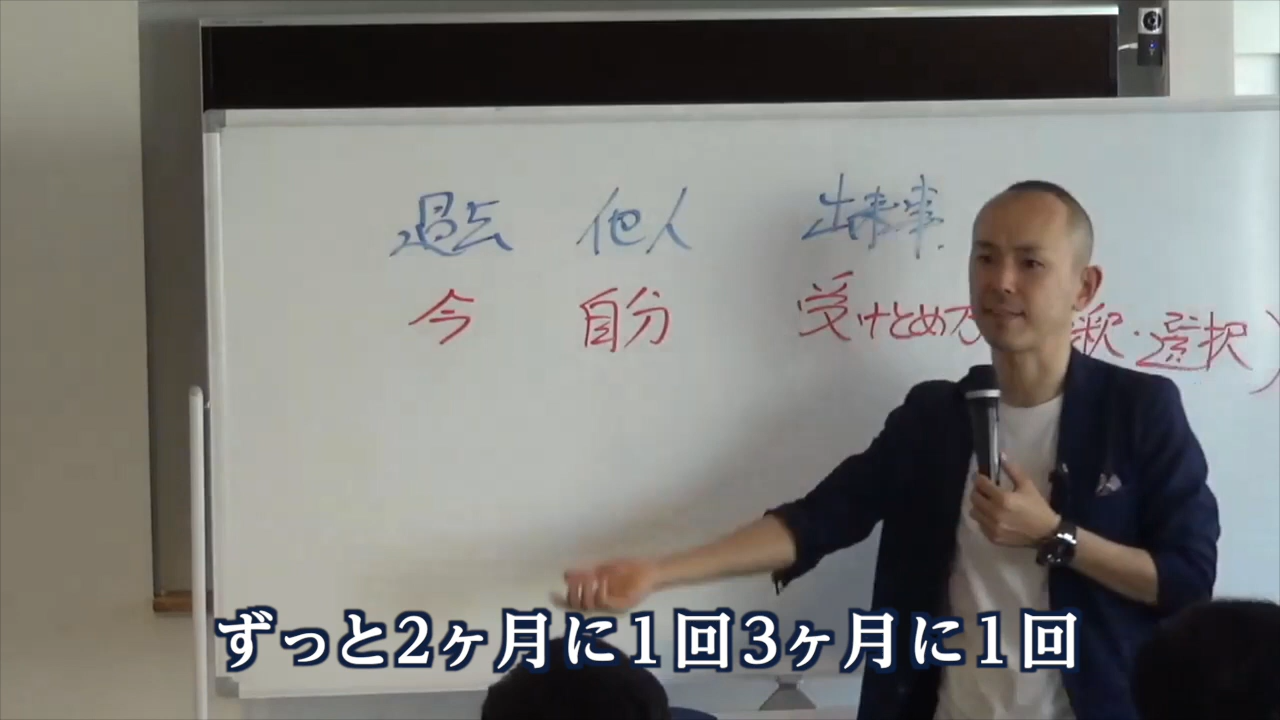 過去 他人 出来事
今 自分 受けとめ方 釈・選択)
ずっと2ヶ月に1回3ヶ月に1回